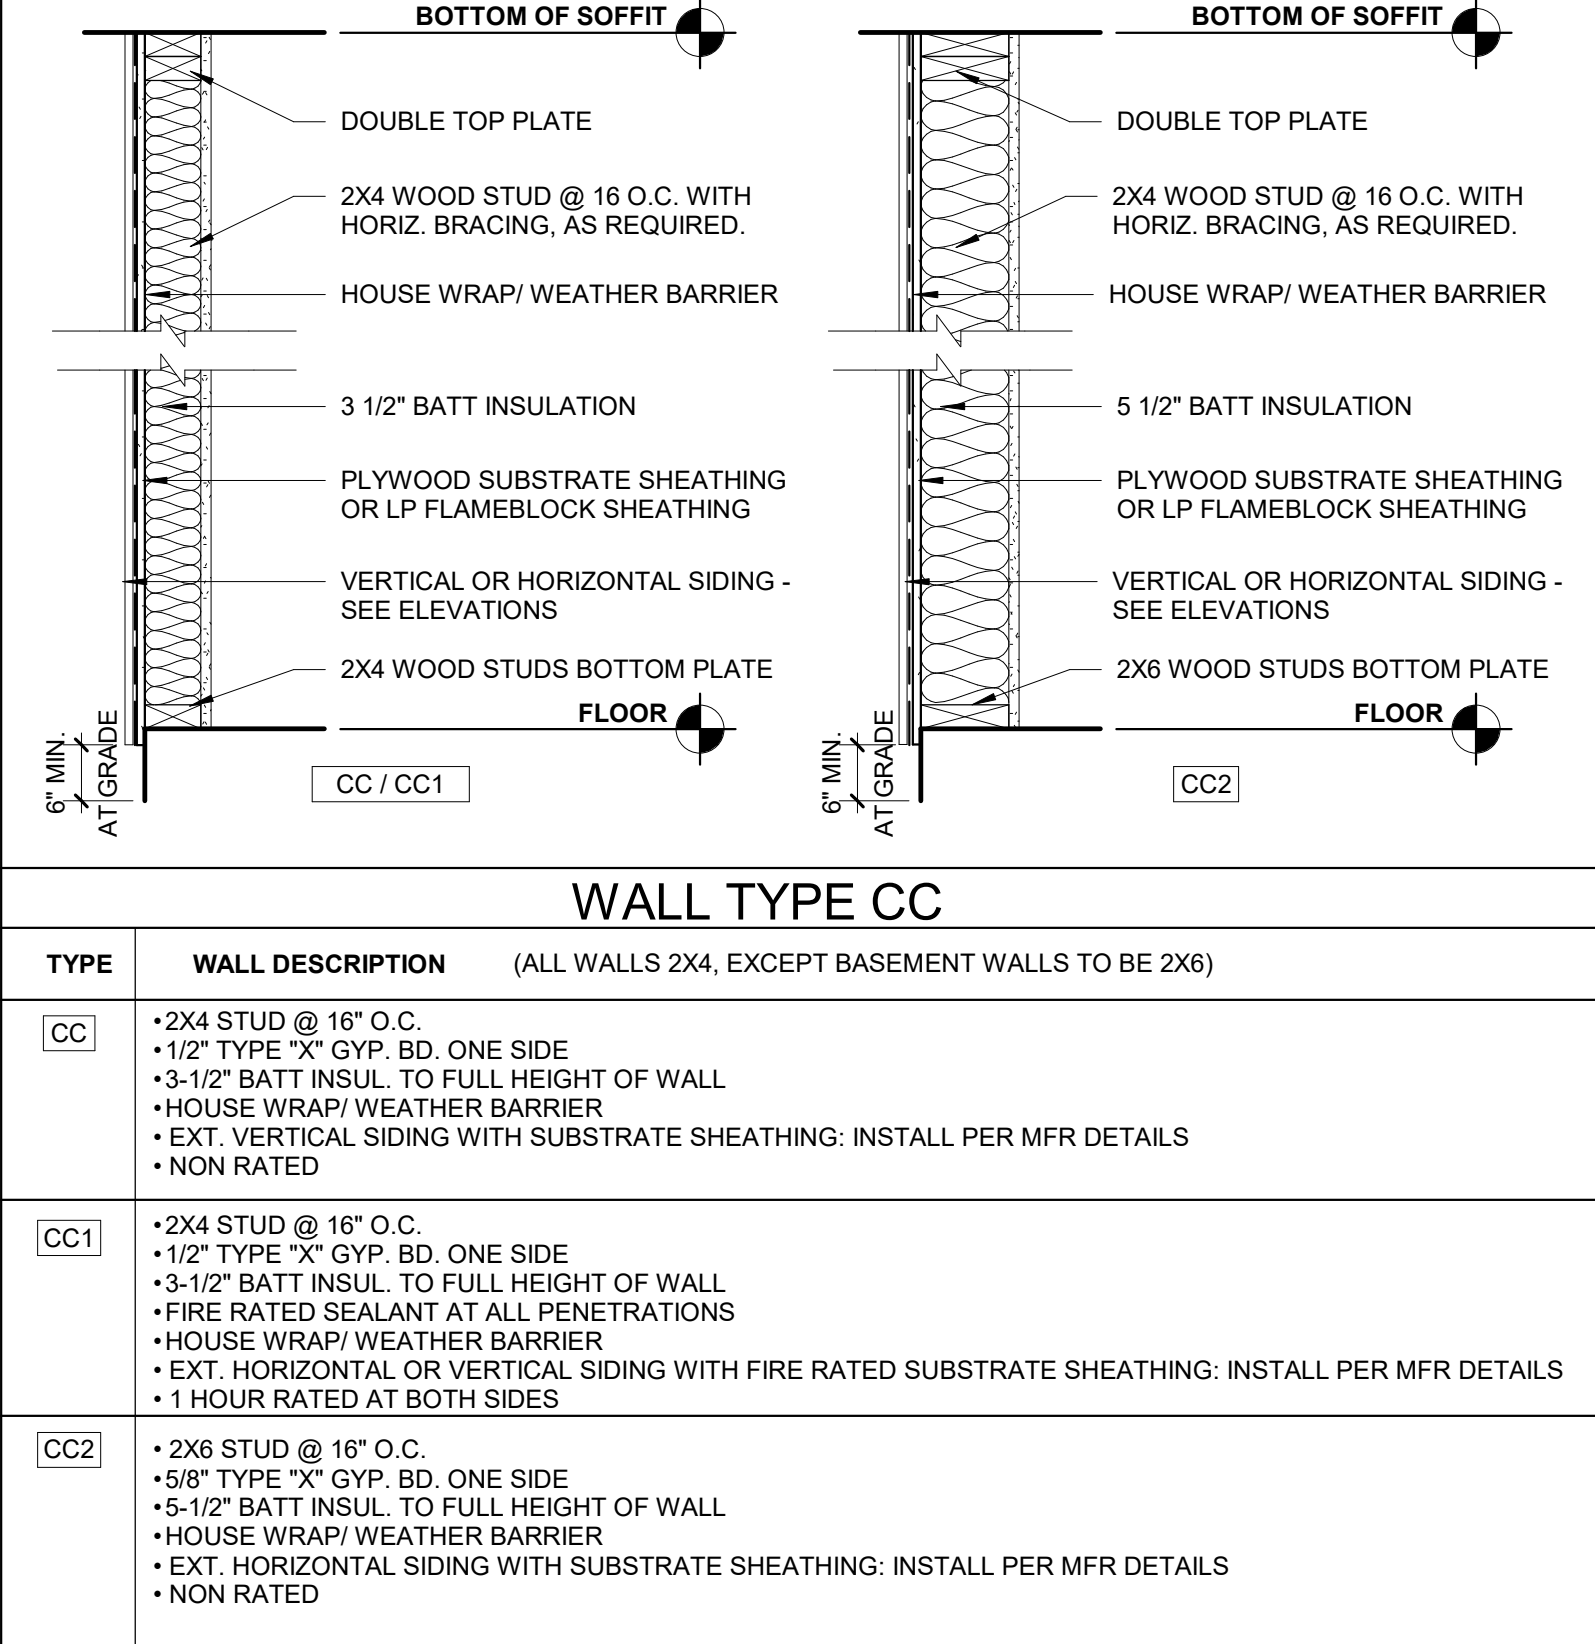 BOTTOM OF SOFFIT
DOUBLE TOP PLATE
2X4 WOOD STUD @ 16 O.C. WITH
HORIZ. BRACING, AS REQUIRED.
HOUSE WRAP/ WEATHER BARRIER
3 1/2" BATT INSULATION
PLYWOOD SUBSTRATE SHEATHING
OR LP FLAMEBLOCK SHEATHING
VERTICAL OR HORIZONTAL SIDING -
SEE ELEVATIONS
2X4 WOOD STUDS BOTTOM PLATE
FLOOR
6" MIN.
AT GRADE
CC / CC1
BOTTOM OF SOFFIT
DOUBLE TOP PLATE
2X4 WOOD STUD @ 16 O.C. WITH
HORIZ. BRACING, AS REQUIRED.
HOUSE WRAP/ WEATHER BARRIER
5 1/2" BATT INSULATION
PLYWOOD SUBSTRATE SHEATHING
OR LP FLAMEBLOCK SHEATHING
VERTICAL OR HORIZONTAL SIDING -
SEE ELEVATIONS
2X6 WOOD STUDS BOTTOM PLATE
FLOOR
6" MIN.
AT GRADE
CC2
WALL TYPE CC
TYPE WALL DESCRIPTION (ALL WALLS 2X4, EXCEPT BASEMENT WALLS TO BE 2X6)
CC
•2X4 STUD @ 16" O.C.
•1/2" TYPE "X" GYP. BD. ONE SIDE
•3-1/2" BATT INSUL. TO FULL HEIGHT OF WALL
•HOUSE WRAP/ WEATHER BARRIER
• EXT. VERTICAL SIDING WITH SUBSTRATE SHEATHING: INSTALL PER MFR DETAILS
• NON RATED
CC1
•2X4 STUD @ 16" O.C.
•1/2" TYPE "X" GYP. BD. ONE SIDE
•3-1/2" BATT INSUL. TO FULL HEIGHT OF WALL
•FIRE RATED SEALANT AT ALL PENETRATIONS
•HOUSE WRAP/ WEATHER BARRIER
• EXT. HORIZONTAL OR VERTICAL SIDING WITH FIRE RATED SUBSTRATE SHEATHING: INSTALL PER MFR DETAILS
• 1 HOUR RATED AT BOTH SIDES
CC2
• 2X6 STUD @ 16" O.C.
•5/8" TYPE "X" GYP. BD. ONE SIDE
•5-1/2" BATT INSUL. TO FULL HEIGHT OF WALL
•HOUSE WRAP/ WEATHER BARRIER
• EXT. HORIZONTAL SIDING WITH SUBSTRATE SHEATHING: INSTALL PER MFR DETAILS
• NON RATED